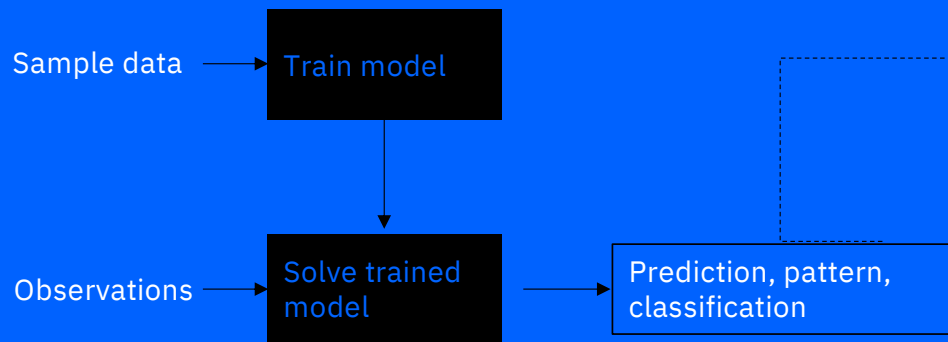 Sample data
Train model
Observations
Solve trained
model
Prediction, pattern,
classification